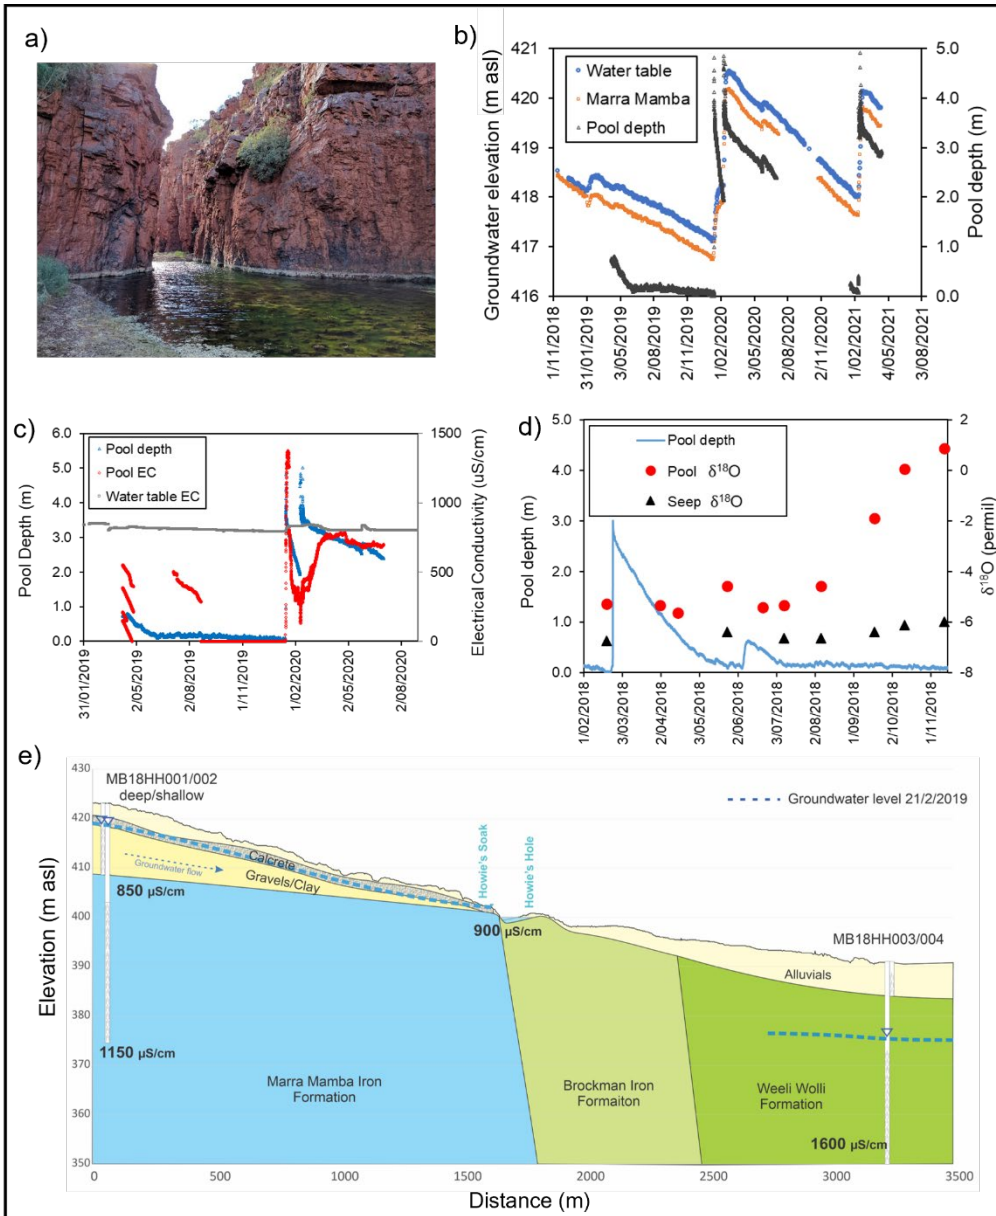 a)
b)
421
420
419
418
417
416
Groundwater elevation (m asl)
Water table
Marra Mamba
Pool depth
5.0
4.0
3.0
2.0
1.0
0.0
Pool depth (m)
1/11/2018
31/01/2019
3/05/2019
2/08/2019
2/11/2019
1/02/2020
3/05/2020
2/08/2020
2/11/2020
1/02/2021
4/05/2021
3/08/2021
c)
6.0
5.0
4.0
3.0
2.0
1.0
0.0
Pool Depth (m)
Pool depth
Pool EC
Water table EC
1500
1000
500
0
Electrical Conductivity (uS/cm)
31/01/2019
2/05/2019
2/08/2019
1/11/2019
1/02/2020
2/05/2020
2/08/2020
d)
5.0
4.0
3.0
2.0
1.0
0.0
Pool depth (m)
Pool depth
Pool δ18O
Seep δ18O
2
0
-2
-4
-6
-8
δ18O (permill)
1/02/2018
3/03/2018
2/04/2018
3/05/2018
2/06/2018
3/07/2018
2/08/2018
1/09/2018
2/10/2018
1/11/2018
e)
430
420
410
400
390
380
370
360
350
Elevation (m asl)
MB18HH001/002
deep/shallow
Groundwater level 21/2/2019
Howie's Soak
Howie's Hole
Calcrete
Groundwater flow
Gravels/Clay
850 µS/cm
900 µS/cm
MB18HH003/004
Alluvials
1150 µS/cm
Marra Mamba Iron
Formation
Brockman Iron
Formaiton
Weeli Wolli
Formation
1600 µS/cm
0
500
1000
1500
2000
2500
3000
3500
Distance (m)